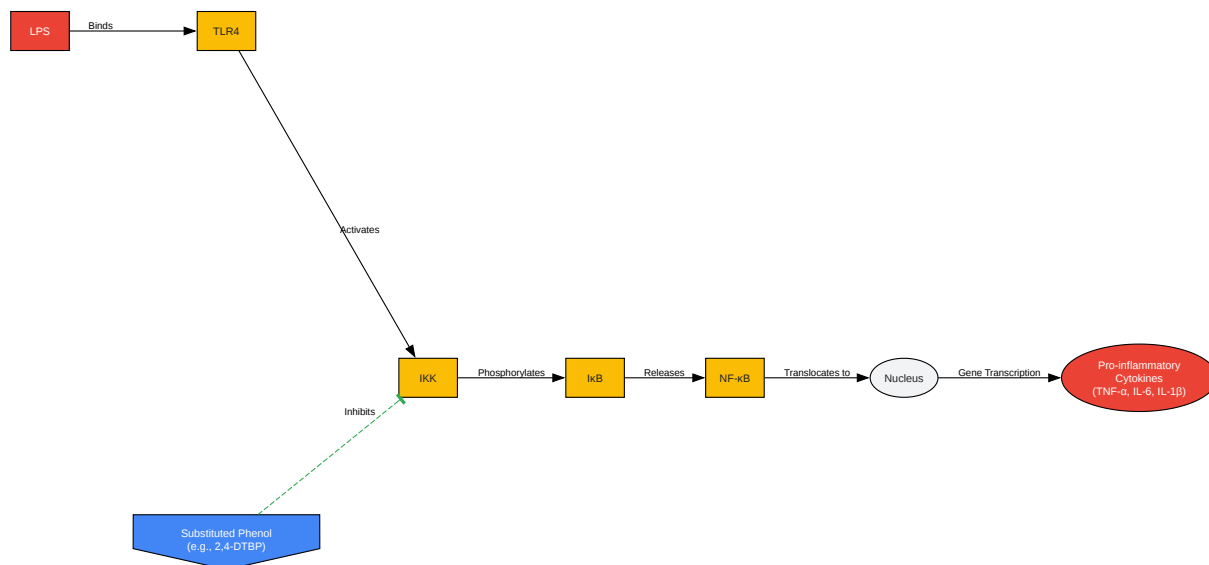 LPS
Binds
TLR4
Activates
IKK
Phosphorylates
IκB
Releases
NF-κB
Translocates to
Nucleus
Gene Transcription
Pro-inflammatory
Cytokines
(TNF-α, IL-6, IL-1β)
Inhibits
Substituted Phenol
(e.g., 2,4-DTBP)